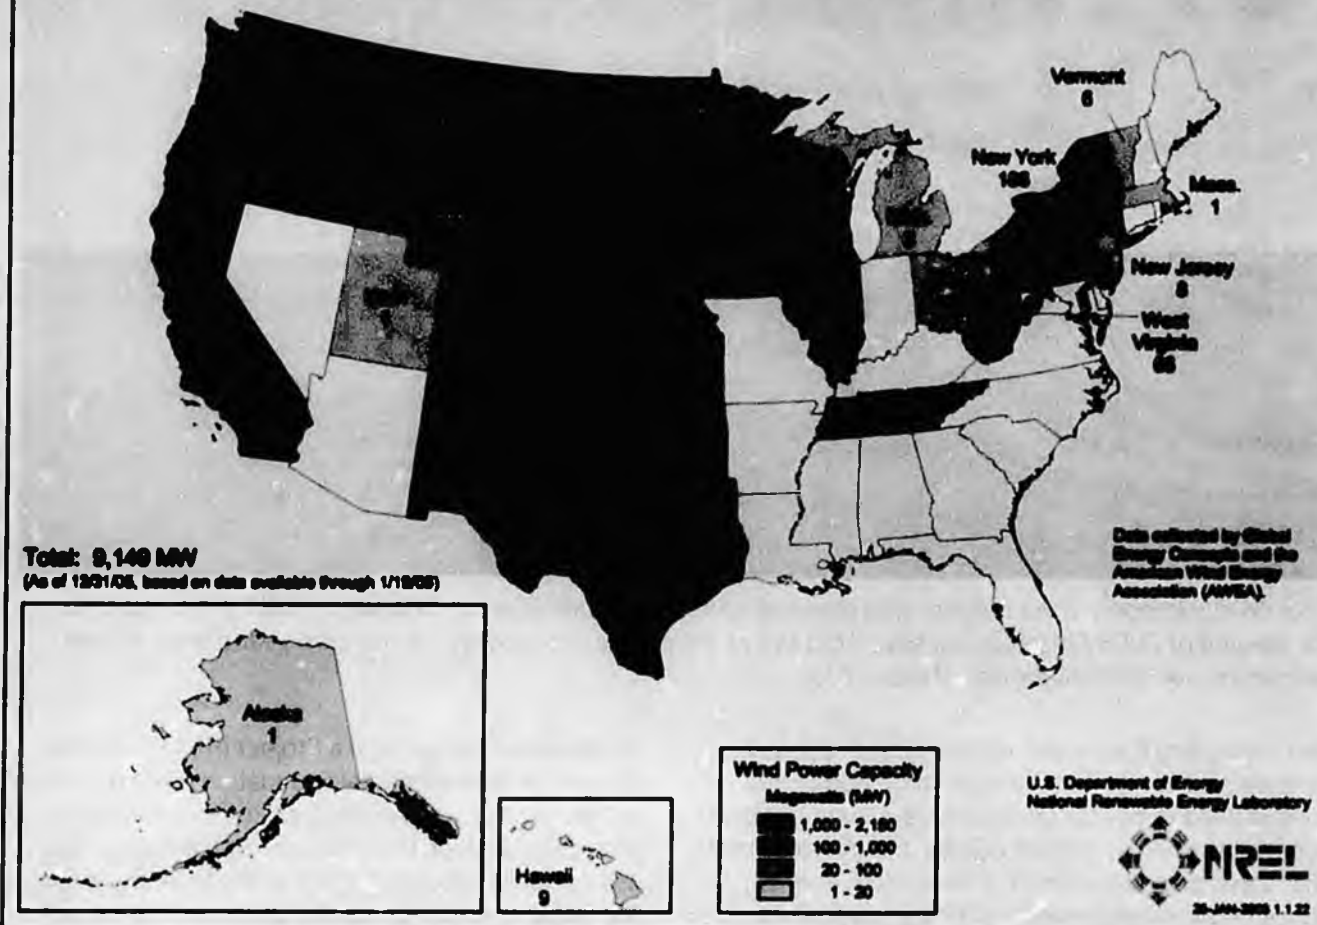 Vermont
6
New York
Mass.
1
New Jersey
8
West
Virginia
66
Data collected by Global
Energy Concepts and the
American Wind Energy
Association (AWEA).
Total: 9,149 MW
(As of 12/31/05, based on data available through 1/19/06)
Alaska
1
Hawaii
9
Wind Power Capacity
Megawatts (MW)
1,000 - 2,150
100 - 1,000
20 - 100
1 - 20
U.S. Department of Energy
National Renewable Energy Laboratory
NREL
1.1.22